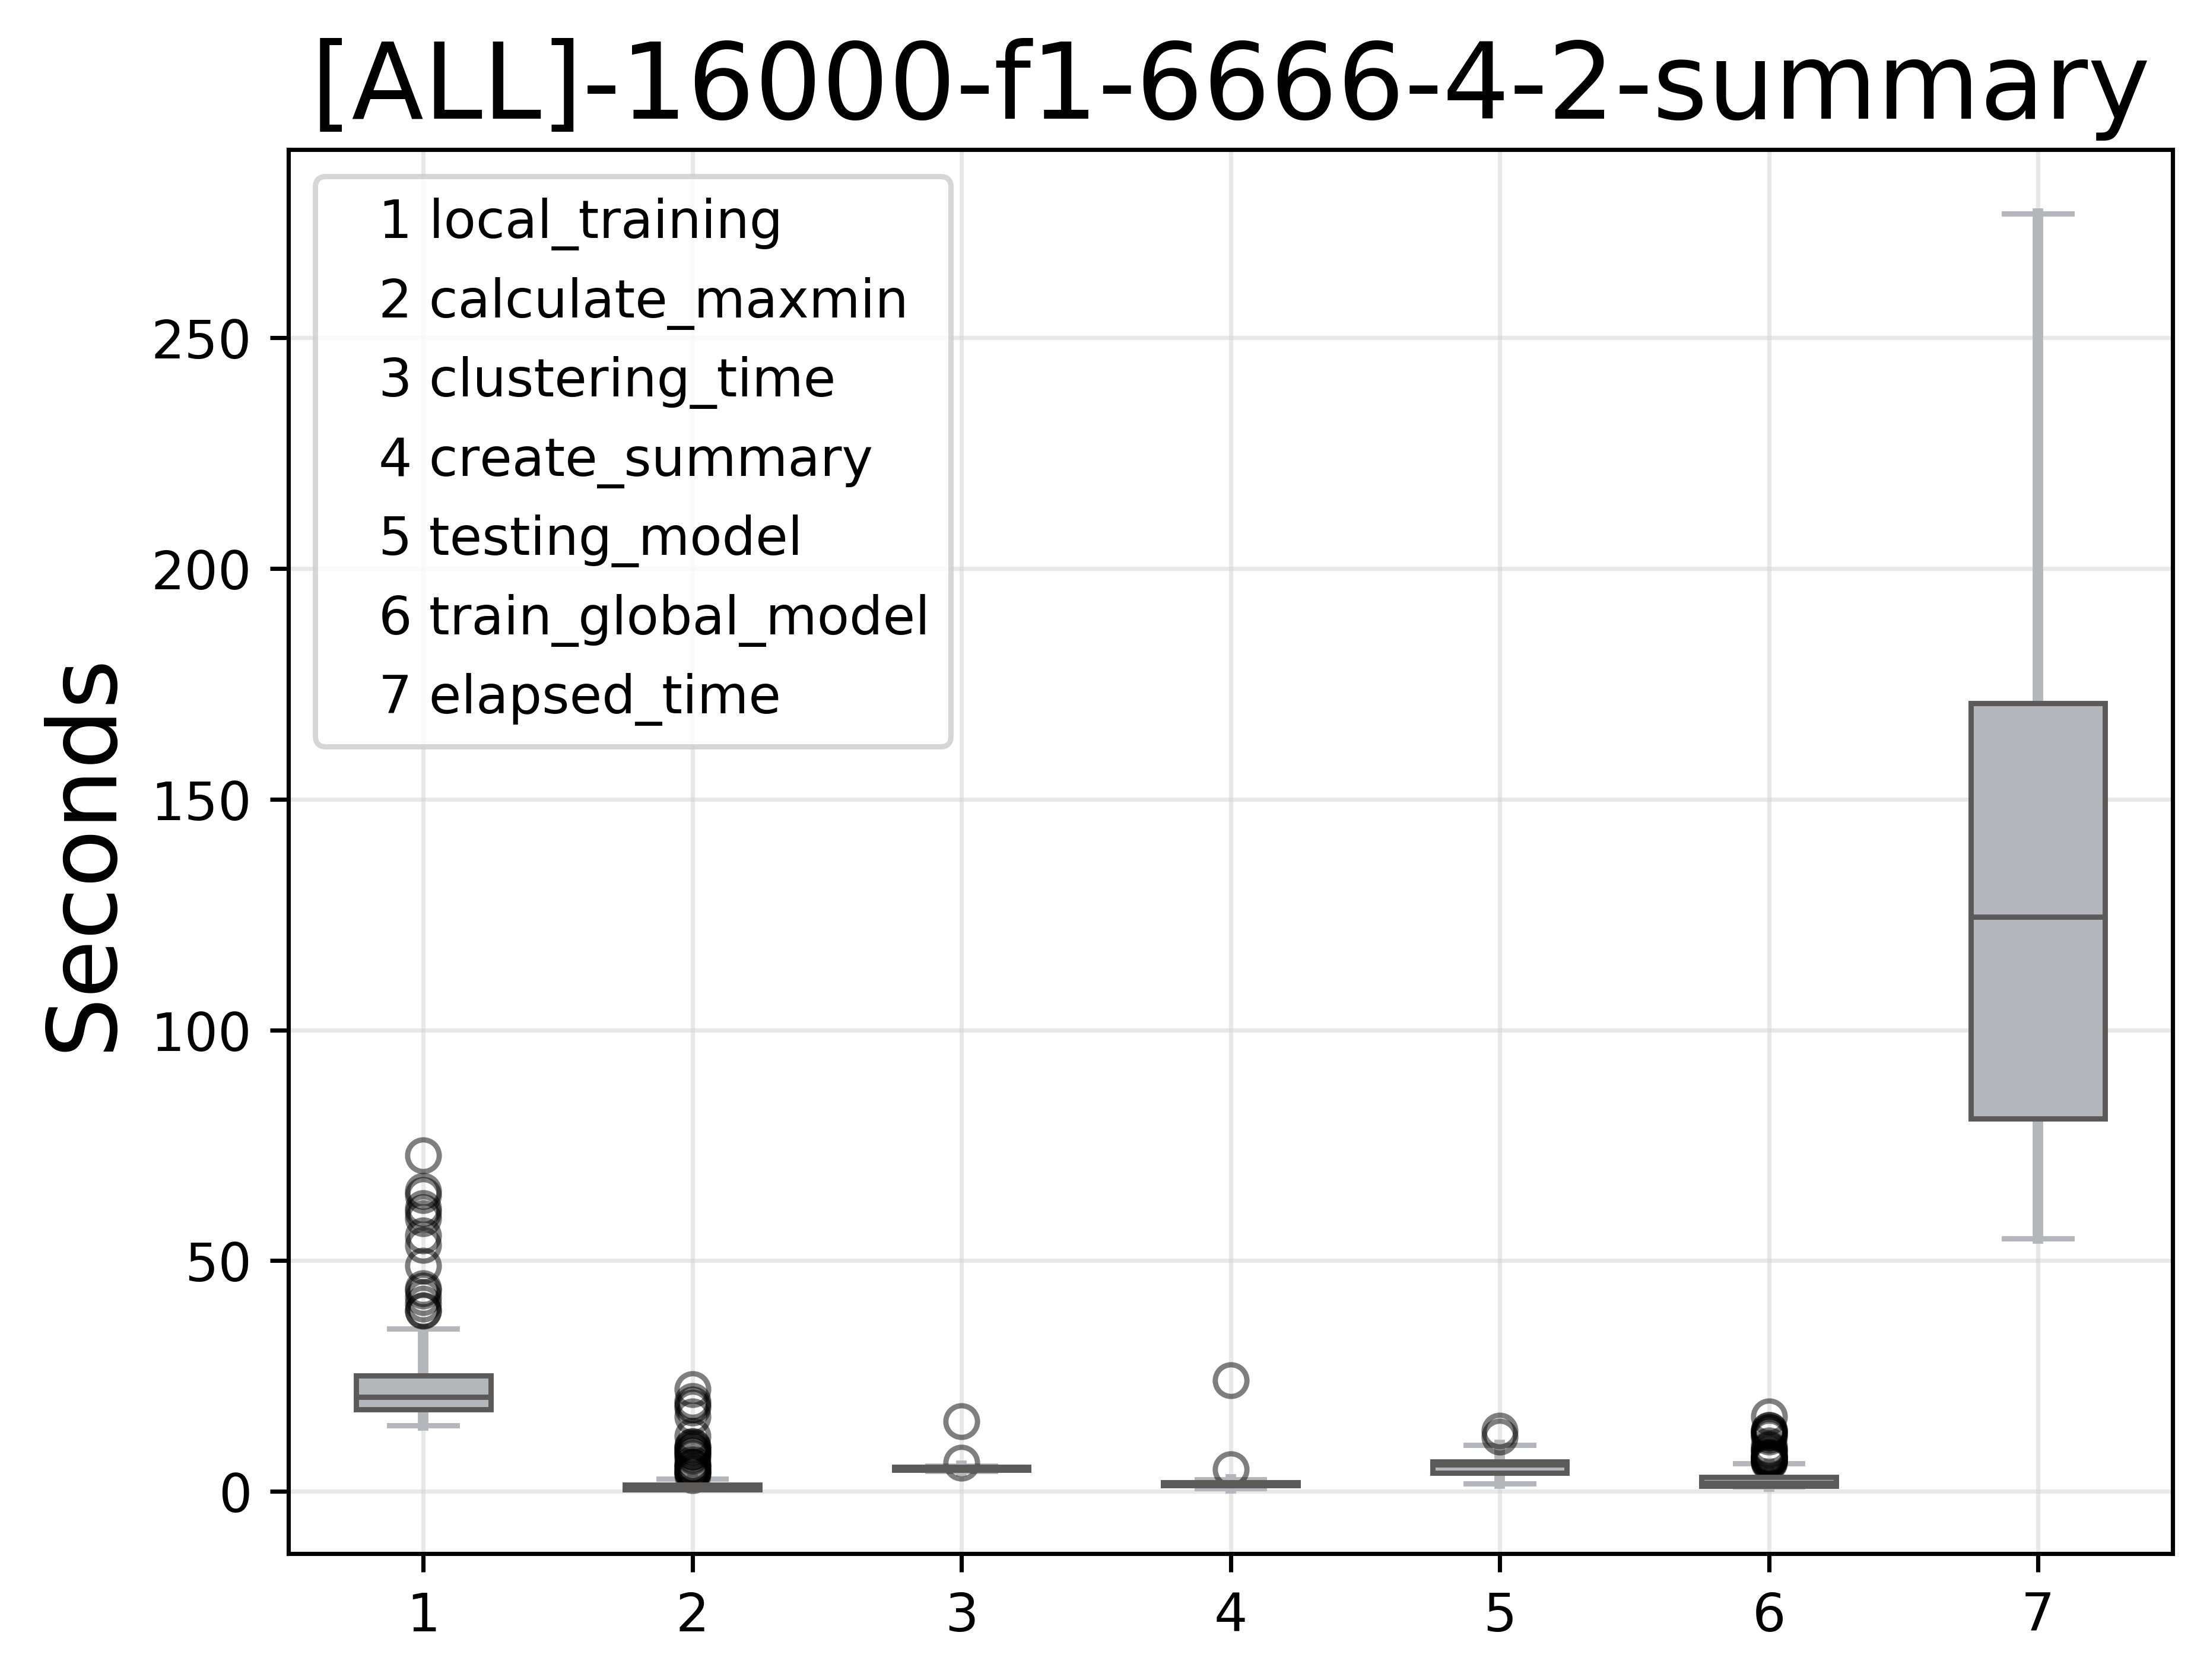 [ALL]-16000-f1-6666-4-2-summary
1 local_training
2 calculate_maxmin
3 clustering_time
4 create_summary
5 testing_model
6 train_global_model
7 elapsed_time
Seconds
250
200
150
100
50
0
1 2 3 4 5 6 7